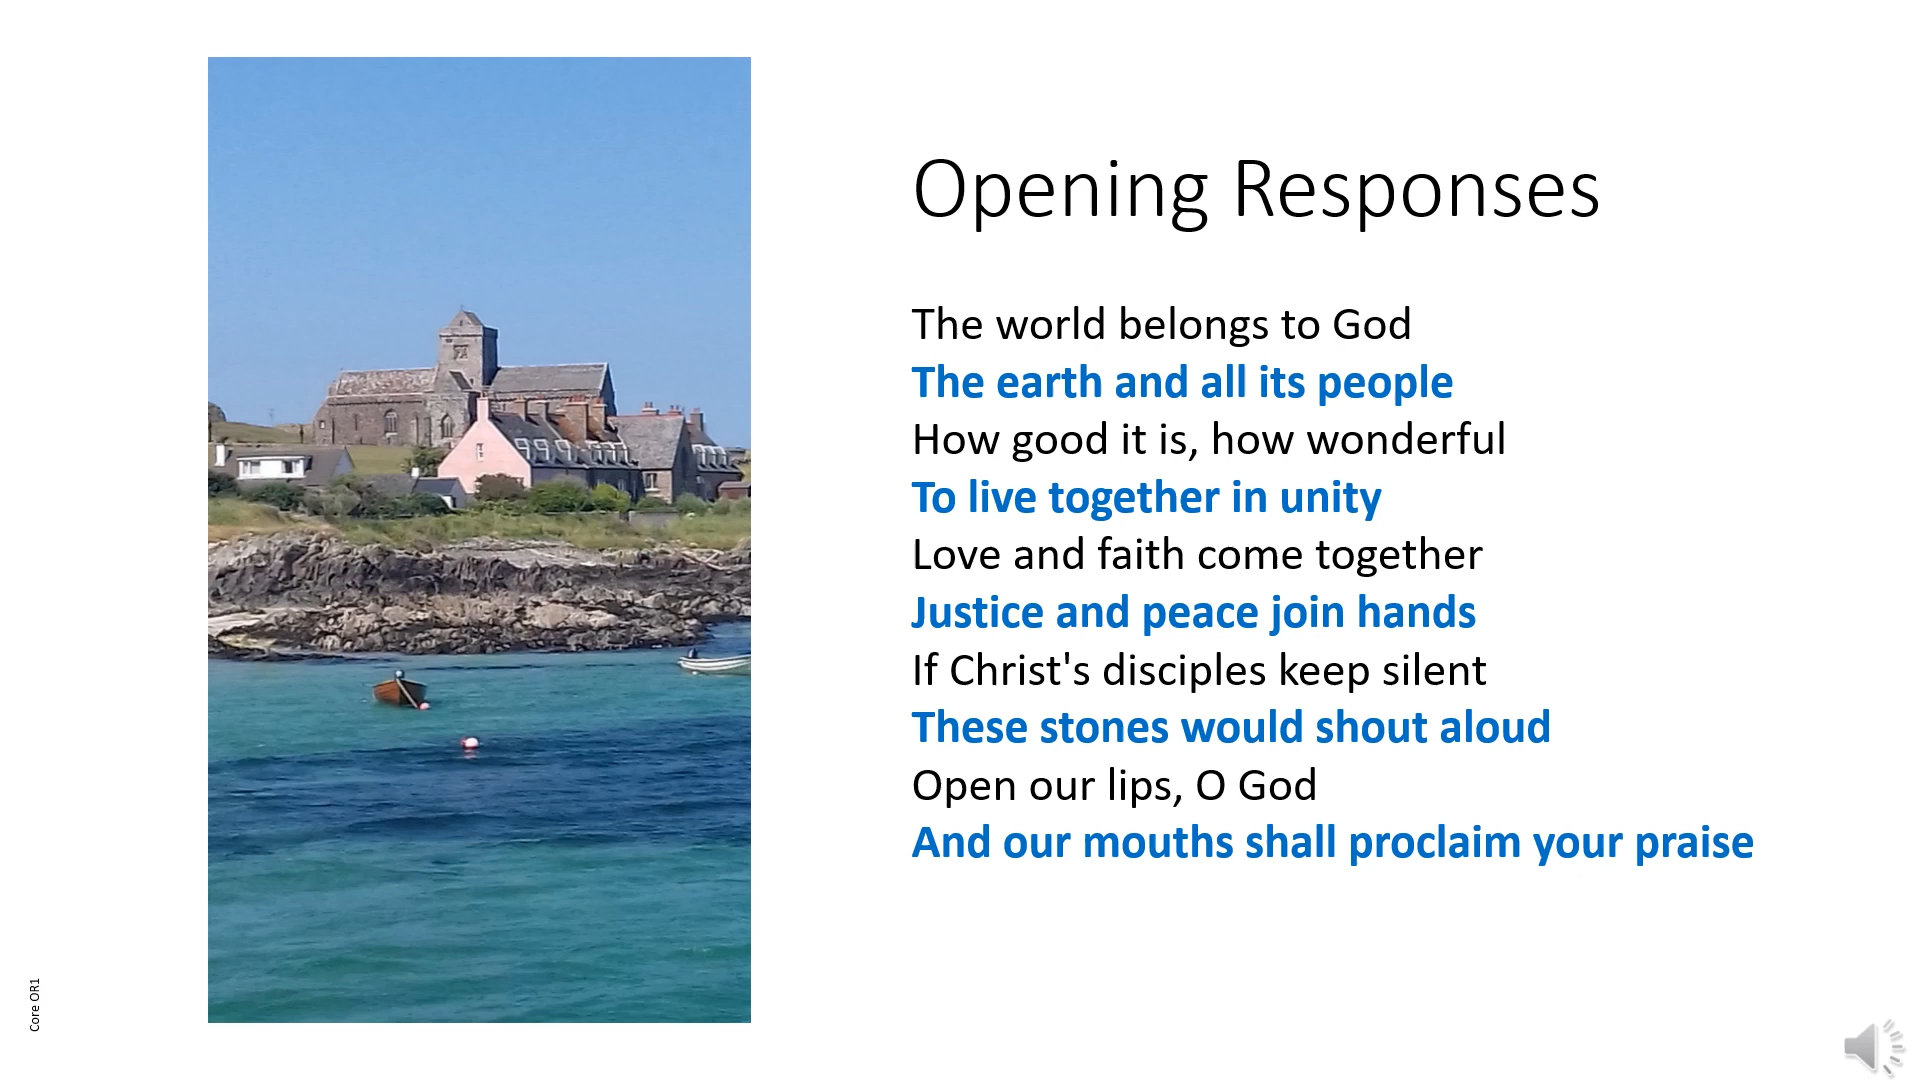 Opening Responses
The world belongs to God
The earth and all its people
How good it is, how wonderful
To live together in unity
Love and faith come together
Justice and peace join hands
If Christ's disciples keep silent
These stones would shout aloud
Open our lips, O God
And our mouths shall proclaim your praise
Core OR1